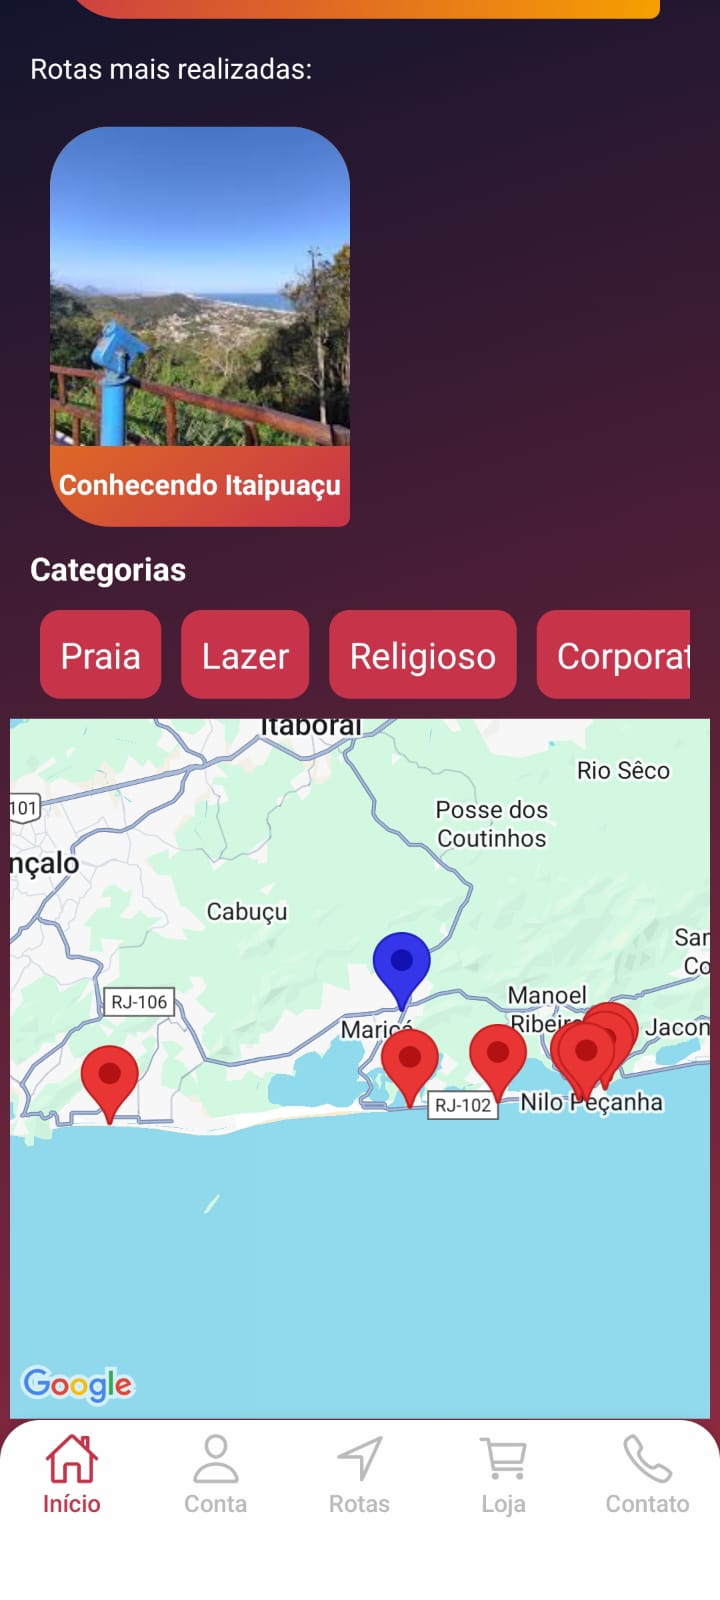 Rotas mais realizadas:
Conhecendo Itaipuaçu
Categorias
Praia
Lazer
Religioso
Corporat
Itaboraí
Rio Sêco
101
Posse dos
Coutinhos
nçalo
Cabuçu
San
Co
RJ-106
Manoel
Ribeiro
Maricá
Jacon
RJ-102
Nilo Peçanha
Google
Início
Conta
Rotas
Loja
Contato